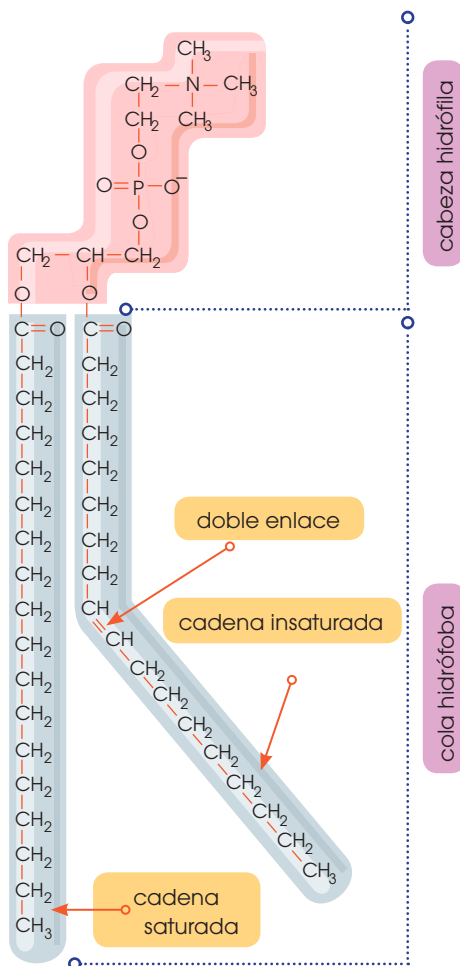 CH₃
CH₂ — N — CH₃
CH₂ CH₃
O
O=P—O⁻
O
CH₂ — CH — CH₂
O O
C=O C=O
CH₂ CH₂
CH₂ CH₂
CH₂ CH₂
CH₂ CH₂
CH₂ CH₂
CH₂ CH₂
CH₂ CH₂
CH₂ CH
CH₂ CH
CH₂ CH₂
CH₂ CH₂
CH₂ CH₂
CH₂ CH₂
CH₂ CH₂
CH₂ CH₂
CH₂ CH₂
CH₃ CH₃
cabeza hidrófila
cola hidrófoba
doble enlace
cadena insaturada
cadena
saturada